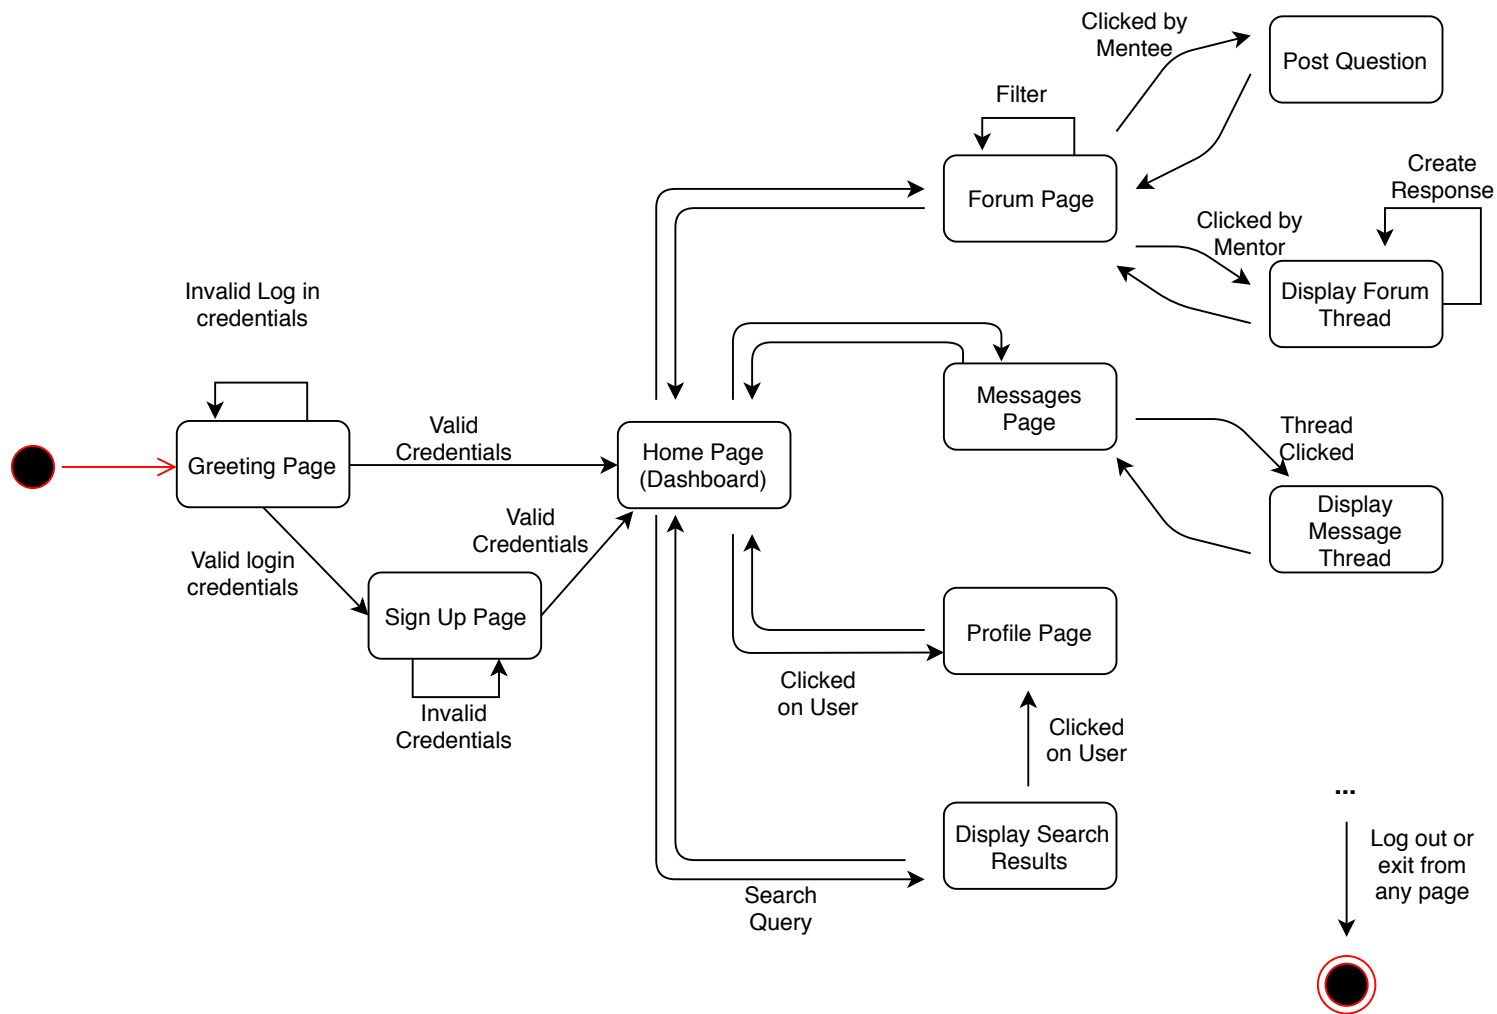 Clicked by
Mentee
Post Question
Filter
Forum Page
Create
Response
Clicked by
Mentor
Display Forum
Thread
Invalid Log in
credentials
Greeting Page
Valid
Credentials
Home Page
(Dashboard)
Messages
Page
Thread
Clicked
Display
Message
Thread
Valid login
credentials
Valid
Credentials
Sign Up Page
Invalid
Credentials
Profile Page
Clicked
on User
Clicked
on User
Display Search
Results
Search
Query
...
Log out or
exit from
any page